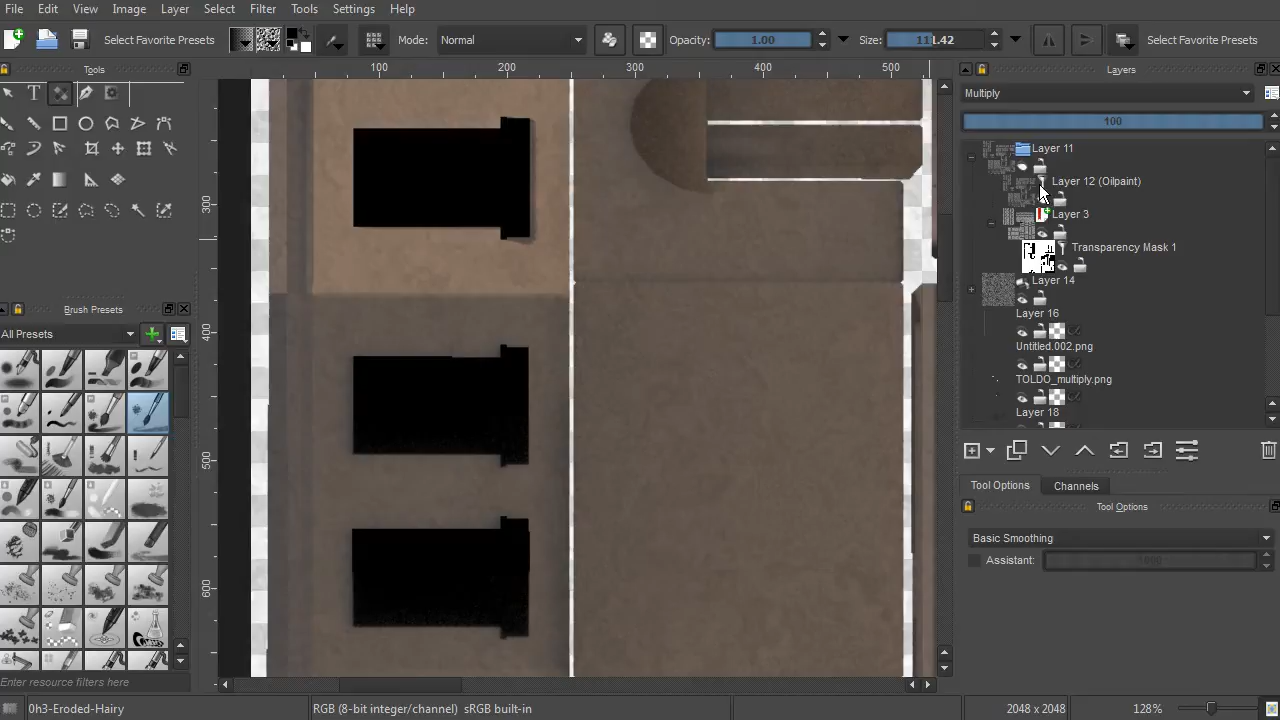 File Edit View Image Layer Select Filter Tools Settings Help
Select Favorite Presets Mode: Normal Opacity: 1.00 Size: 111.42 Select Favorite Presets
Tools
100 200 300 400 500
Layers
Multiply
100
Layer 11
Layer 12 (Oilpaint)
Layer 3
Transparency Mask 1
Layer 14
Layer 16
Untitled.002.png
TOLDO_multiply.png
Layer 18
300
400
500
600
Brush Presets
All Presets
Enter resource filters here
Tool Options Channels
Tool Options
Basic Smoothing
Assistant:
0h3-Eroded-Hairy RGB (8-bit integer/channel) sRGB built-in 2048 x 2048 128%